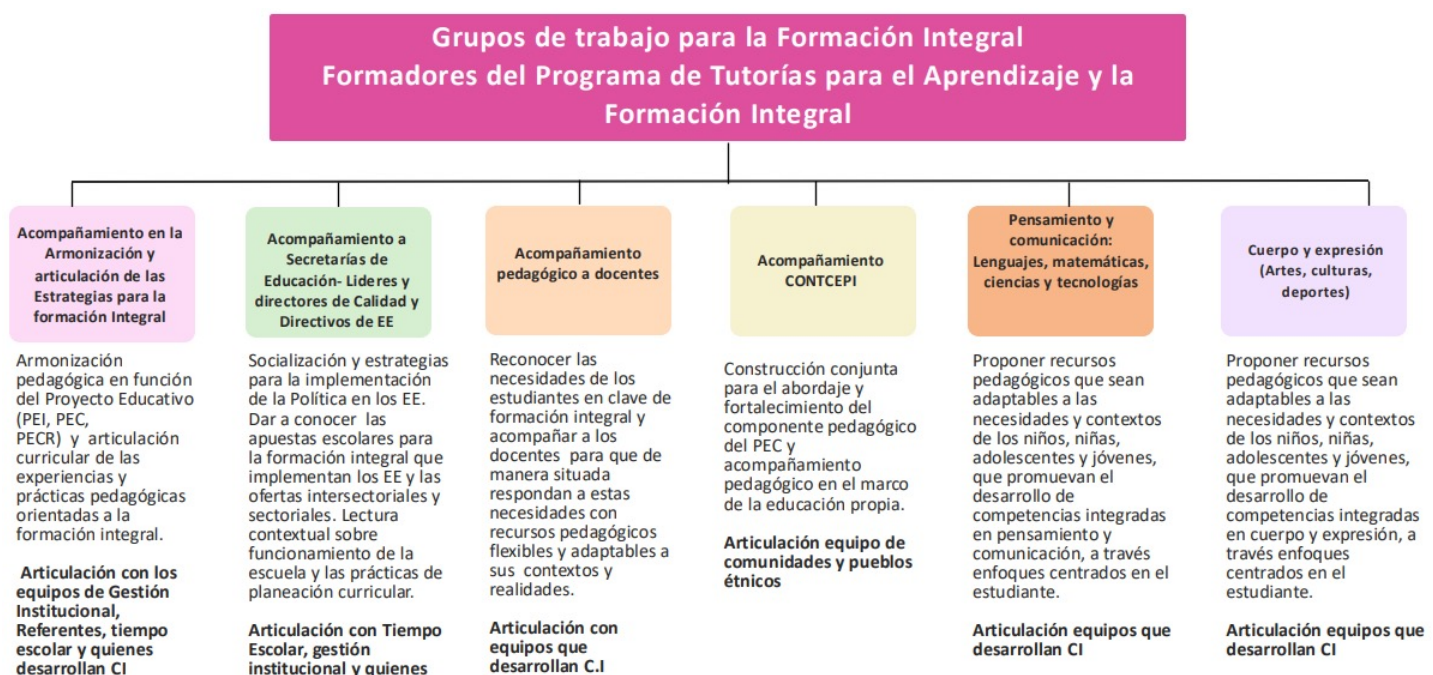 Grupos de trabajo para la Formación Integral
Formadores del Programa de Tutorías para el Aprendizaje y la
Formación Integral
Acompañamiento en la
Armonización y
articulación de las
Estrategias para la
formación Integral
Armonización
pedagógica en función
del Proyecto Educativo
(PEI, PEC,
PECR) y articulación
curricular de las
experiencias y
prácticas pedagógicas
orientadas a la
formación integral.
Articulación con los
equipos de Gestión
Institucional,
Referentes, tiempo
escolar y quienes
desarrollan CI
Acompañamiento a
Secretarías de
Educación- Lideres y
directores de Calidad y
Directivos de EE
Socialización y estrategias
para la implementación
de la Política en los EE.
Dar a conocer las
apuestas escolares para
la formación integral que
implementan los EE y las
ofertas intersectoriales y
sectoriales. Lectura
contextual sobre
funcionamiento de la
escuela y las prácticas de
planeación curricular.
Articulación con Tiempo
Escolar, gestión
institucional y quienes
Acompañamiento
pedagógico a docentes
Reconocer las
necesidades de los
estudiantes en clave de
formación integral y
acompañar a los
docentes para que de
manera situada
respondan a estas
necesidades con
recursos pedagógicos
flexibles y adaptables a
sus contextos y
realidades.
Articulación con
equipos que
desarrollan C.I
Acompañamiento
CONTCEPI
Construcción conjunta
para el abordaje y
fortalecimiento del
componente pedagógico
del PEC y
acompañamiento
pedagógico en el marco
de la educación propia.
Articulación equipo de
comunidades y pueblos
étnicos
Pensamiento y
comunicación:
Lenguajes, matemáticas,
ciencias y tecnologías
Proponer recursos
pedagógicos que sean
adaptables a las
necesidades y contextos
de los niños, niñas,
adolescentes y jóvenes,
que promuevan el
desarrollo de
competencias integradas
en pensamiento y
comunicación, a través
enfoques centrados en el
estudiante.
Articulación equipos que
desarrollan CI
Cuerpo y expresión
(Artes, culturas,
deportes)
Proponer recursos
pedagógicos que sean
adaptables a las
necesidades y contextos
de los niños, niñas,
adolescentes y jóvenes,
que promuevan el
desarrollo de
competencias integradas
en cuerpo y expresión, a
través enfoques
centrados en el
estudiante.
Articulación equipos que
desarrollan CI